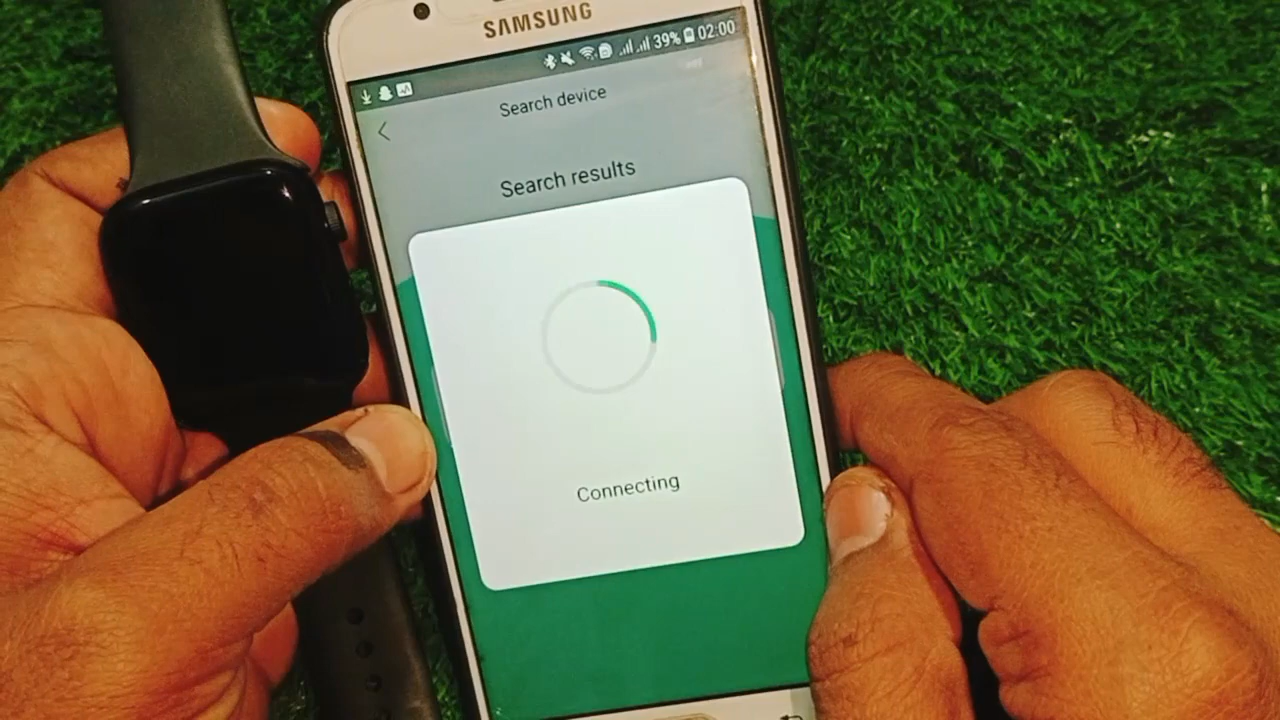 SAMSUNG
39% 02:00
Search device
Search results
Connecting